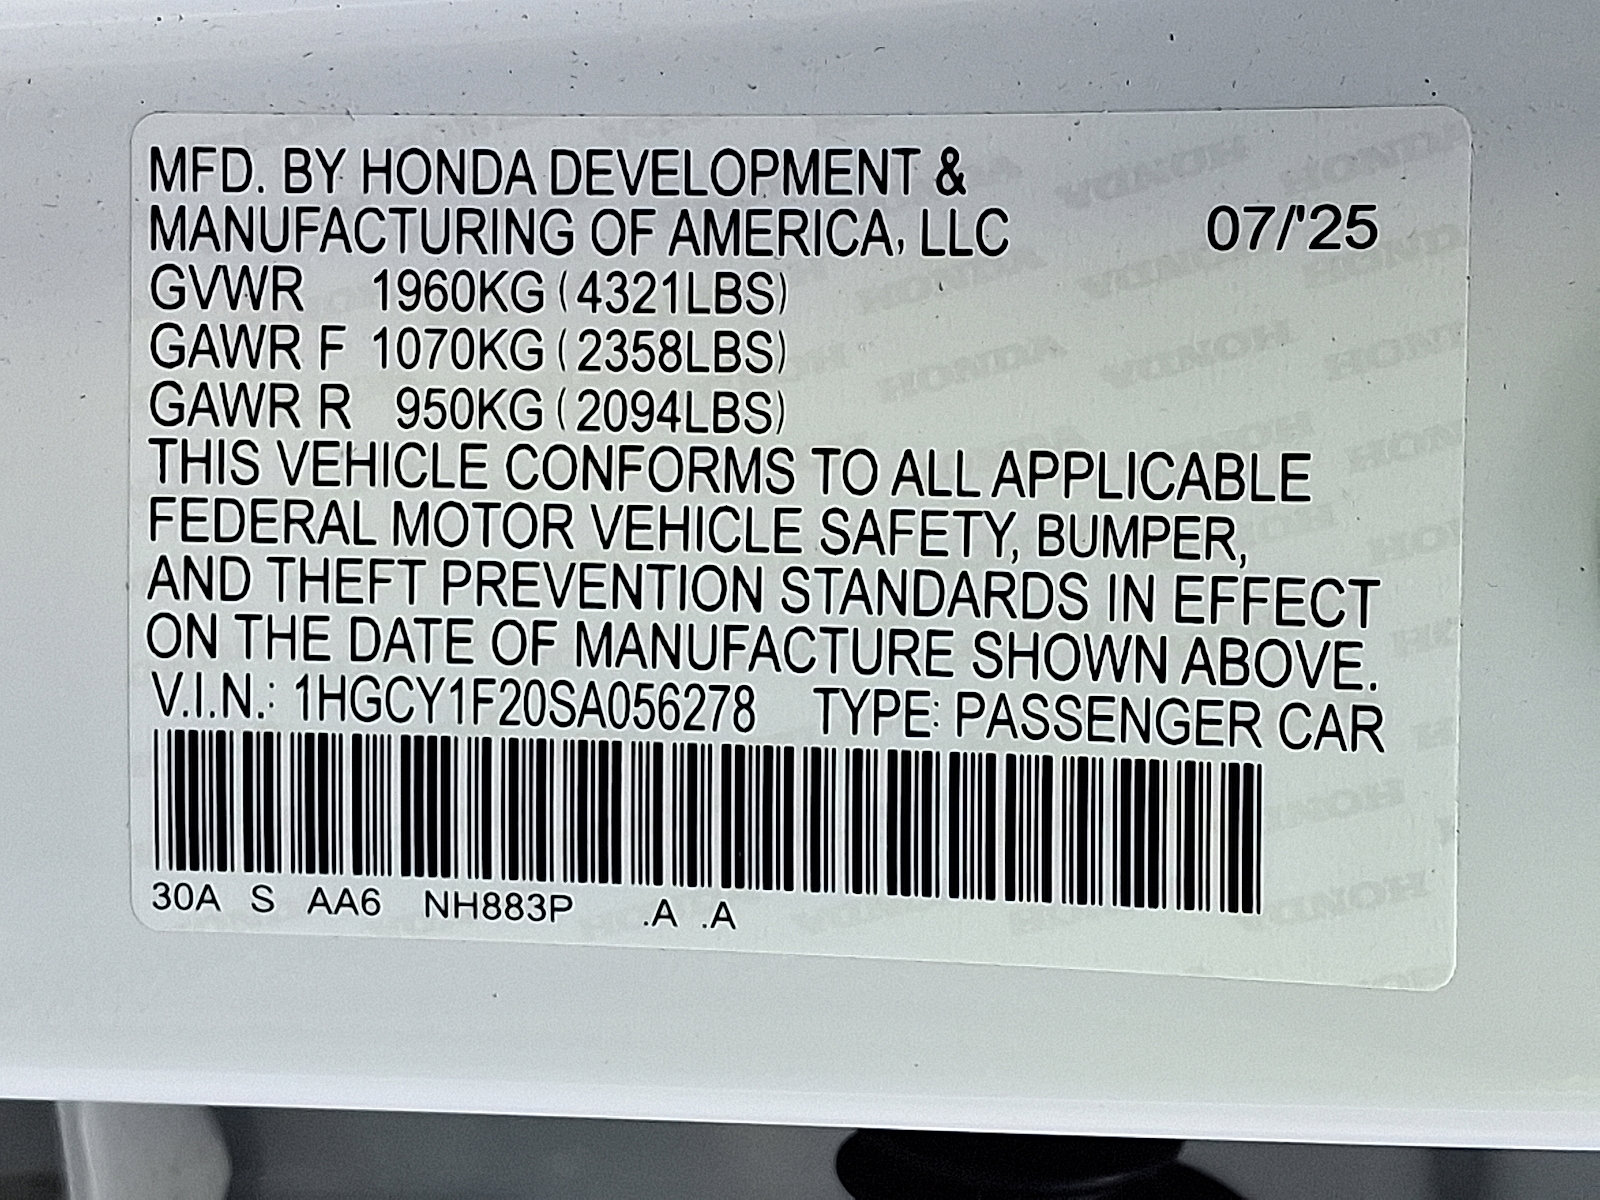 MFD. BY HONDA DEVELOPMENT &
MANUFACTURING OF AMERICA, LLC 07/'25
GVWR 1960KG (4321LBS)
GAWR F 1070KG (2358LBS)
GAWR R 950KG (2094LBS)
THIS VEHICLE CONFORMS TO ALL APPLICABLE
FEDERAL MOTOR VEHICLE SAFETY, BUMPER,
AND THEFT PREVENTION STANDARDS IN EFFECT
ON THE DATE OF MANUFACTURE SHOWN ABOVE.
V.I.N.: 1HGCY1F20SA056278 TYPE: PASSENGER CAR
30A S AA6 NH883P .A .A